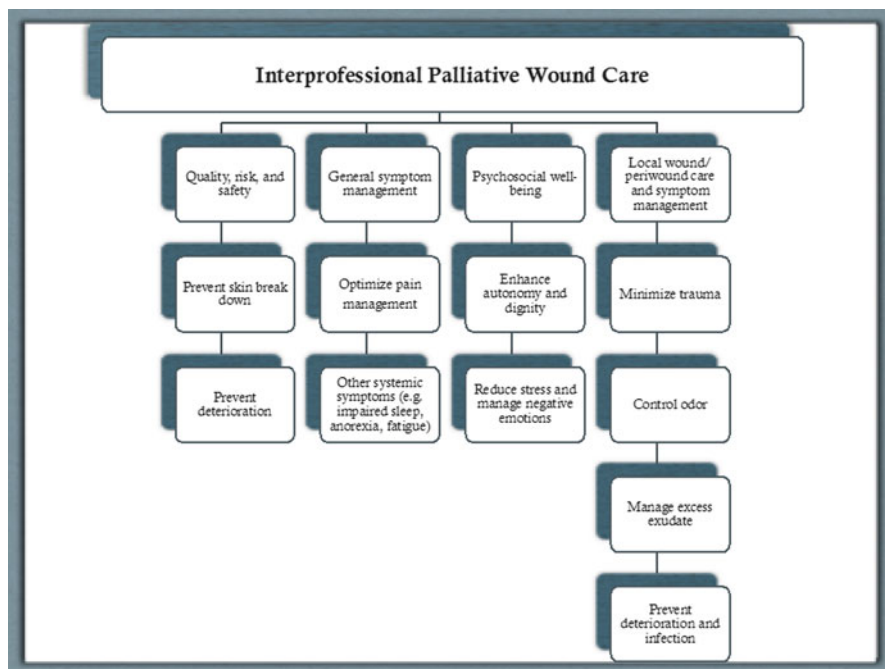 Interprofessional Palliative Wound Care
Quality, risk, and
safety
Prevent skin break
down
Prevent
deterioration
General symptom
management
Optimize pain
management
Other systemic
symptoms (e.g.
impaired sleep,
anorexia, fatigue)
Psychosocial well-
being
Enhance
autonomy and
dignity
Reduce stress and
manage negative
emotions
Local wound/
periwound care
and symptom
management
Minimize trauma
Control odor
Manage excess
exudate
Prevent
deterioration and
infection